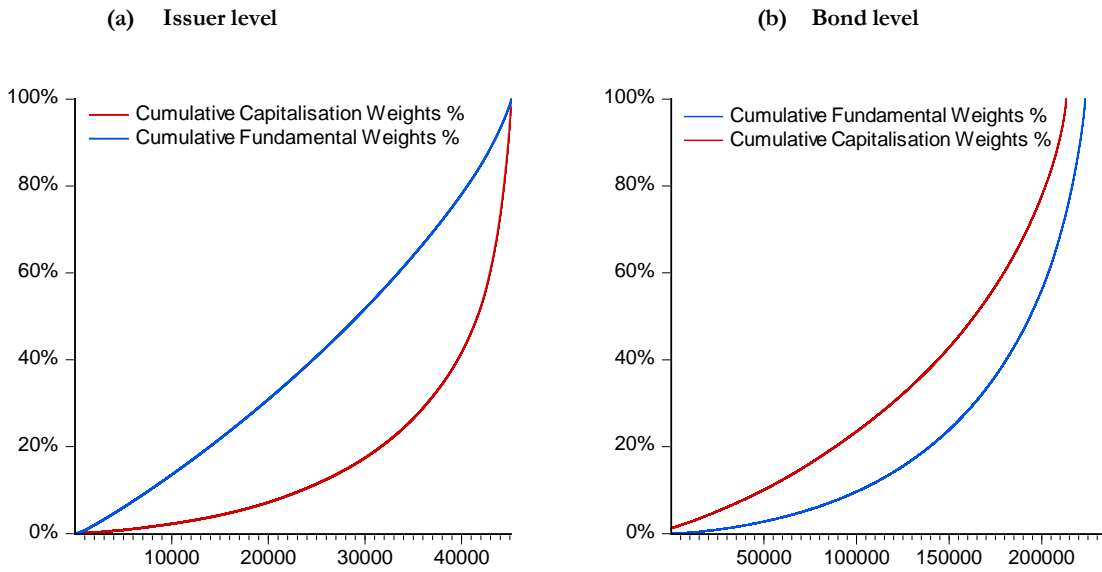 (a) Issuer level
100%
80%
60%
40%
20%
0%
Cumulative Capitalisation Weights %
Cumulative Fundamental Weights %
10000 20000 30000 40000
(b) Bond level
100%
80%
60%
40%
20%
0%
Cumulative Fundamental Weights %
Cumulative Capitalisation Weights %
50000 100000 150000 200000